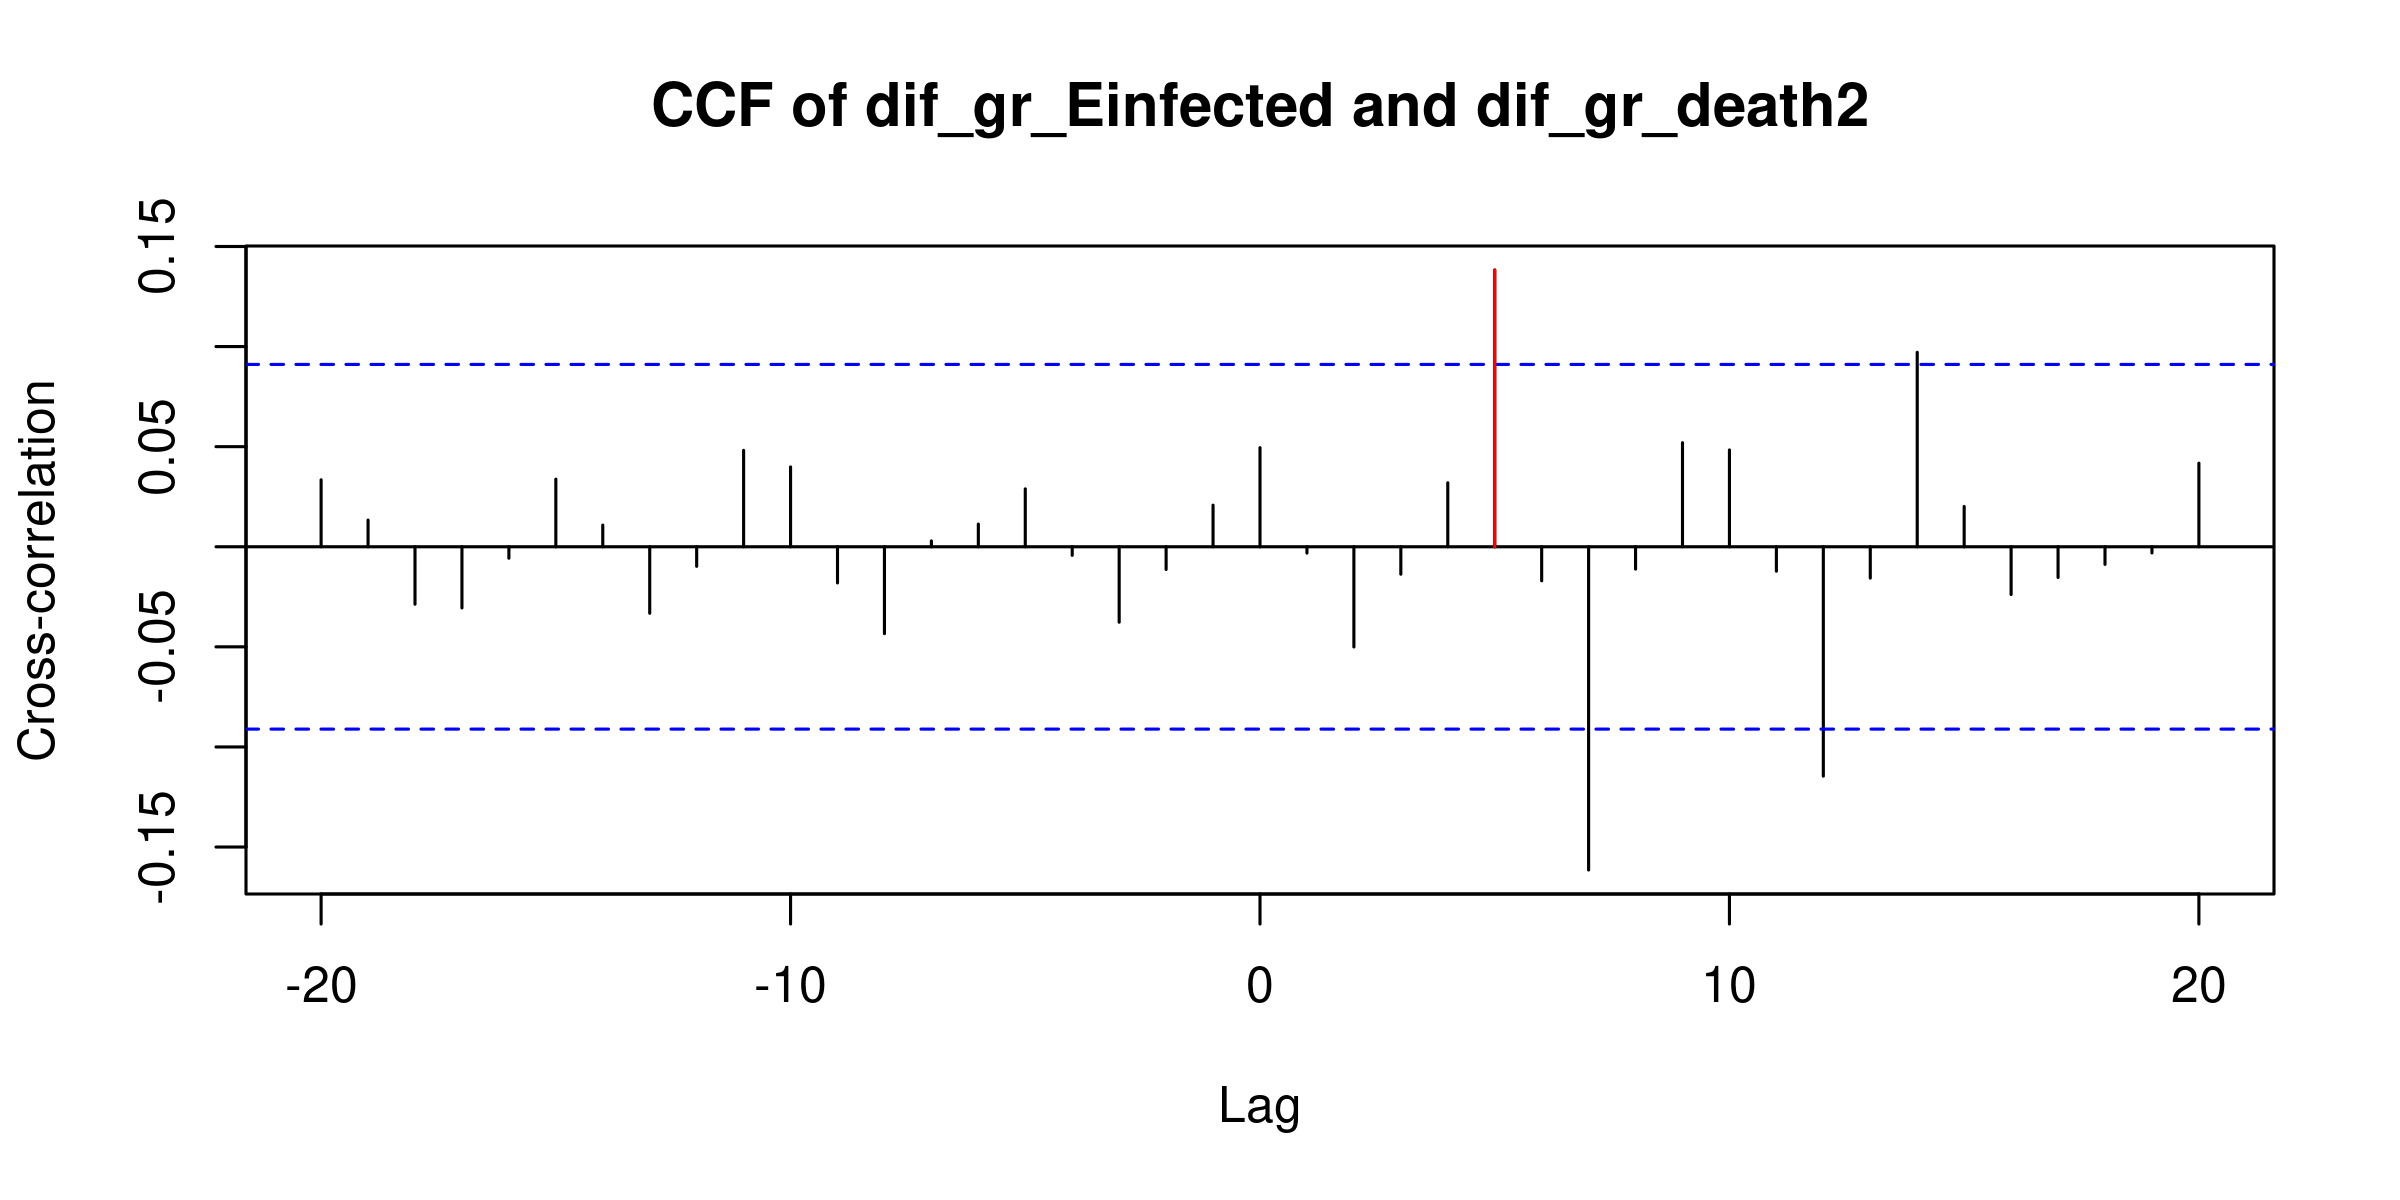 CCF of dif_gr_Einfected and dif_gr_death2
0.15
0.05
-0.05
-0.15
Cross-correlation
-20 -10 0 10 20
Lag